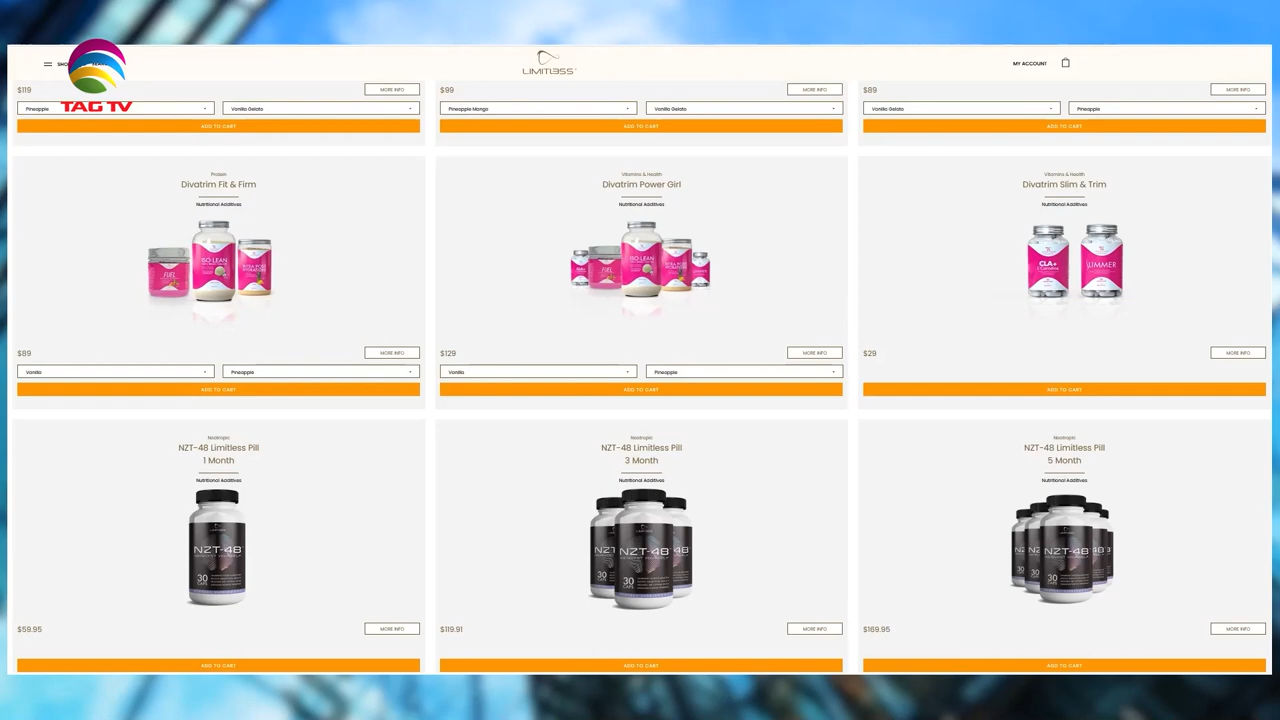 SHO
LIMITLESS
MY ACCOUNT
TAG TV
$119
MORE INFO
$99
MORE INFO
$89
MORE INFO
Pineapple
Vanilla Gelato
Pineapple Mango
Vanilla Gelato
Vanilla Gelato
Pineapple
ADD TO CART
ADD TO CART
ADD TO CART
Protein
Divatrim Fit & Firm
Nutritional Additives
FUEL
ISO-LEAN
$89
MORE INFO
Vanilla
Pineapple
ADD TO CART
Vitamins & Health
Divatrim Power Girl
Nutritional Additives
FUEL
ISO-LEAN
$129
MORE INFO
Vanilla
Pineapple
ADD TO CART
Vitamins & Health
Divatrim Slim & Trim
Nutritional Additives
CLA+
L-Carnitine
SLIMMER
$29
MORE INFO
ADD TO CART
Nootropic
NZT-48 Limitless Pill
1 Month
Nutritional Additives
NZT-48
30
CAPS
$59.95
MORE INFO
ADD TO CART
Nootropic
NZT-48 Limitless Pill
3 Month
Nutritional Additives
NZT-48
30
CAPS
$119.91
MORE INFO
ADD TO CART
Nootropic
NZT-48 Limitless Pill
5 Month
Nutritional Additives
NZT-48
30
CAPS
$169.95
MORE INFO
ADD TO CART